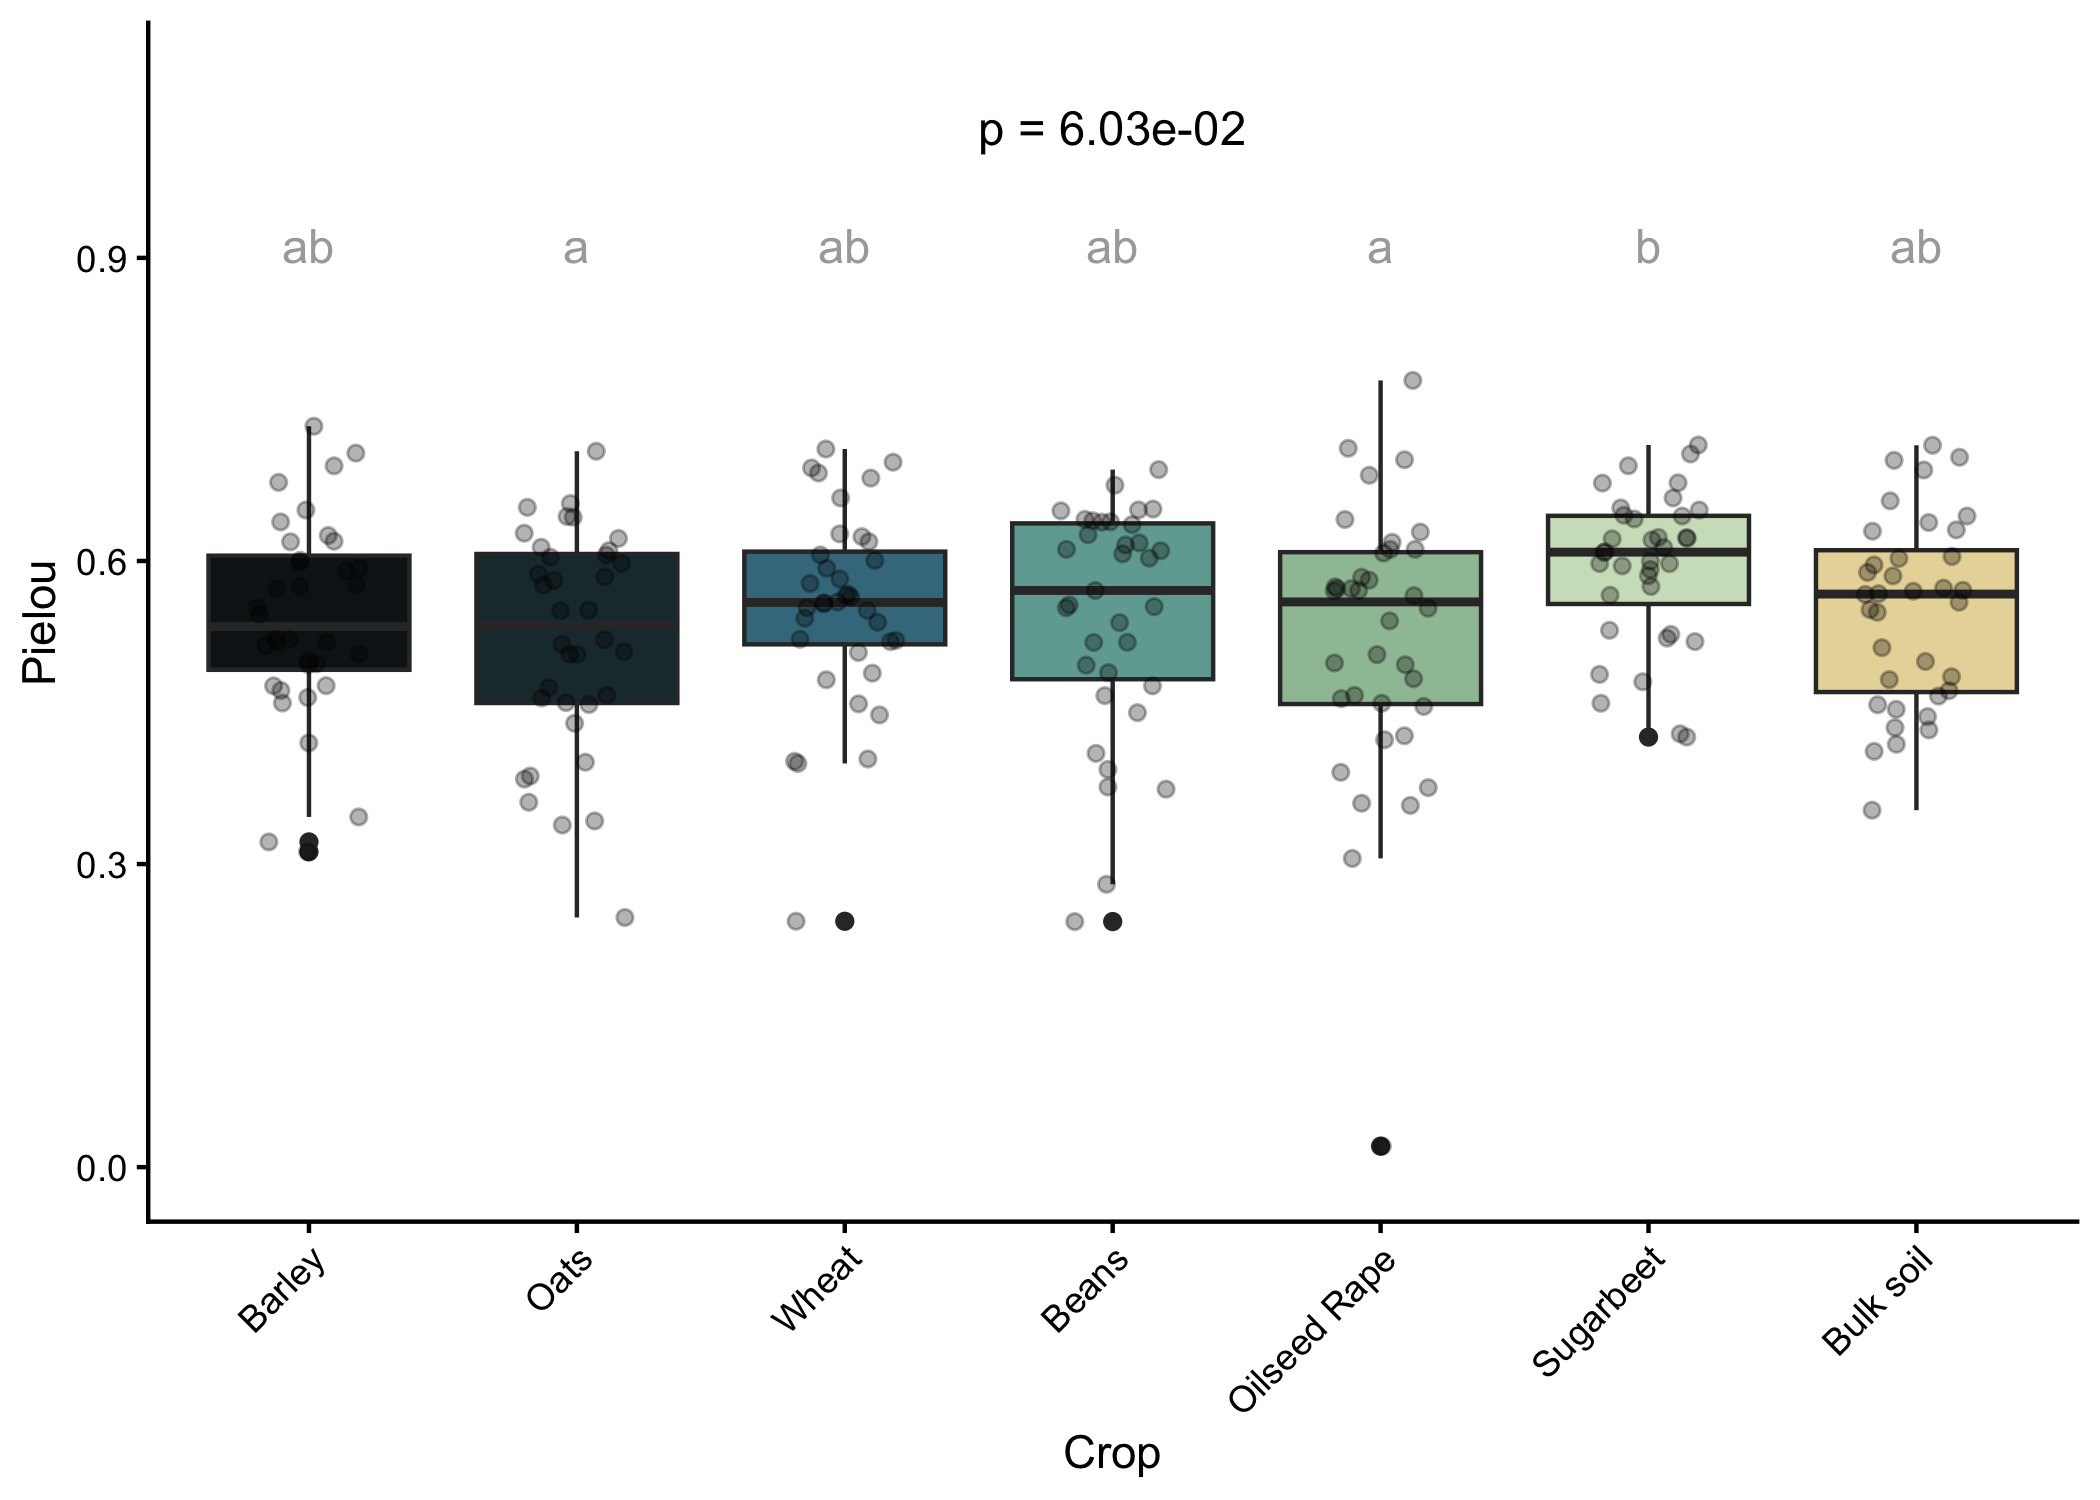 p = 6.03e-02
ab a ab ab a b ab
0.9
0.6
0.3
0.0
Pielou
Barley
Oats
Wheat
Beans
Oilseed Rape
Sugarbeet
Bulk soil
Crop